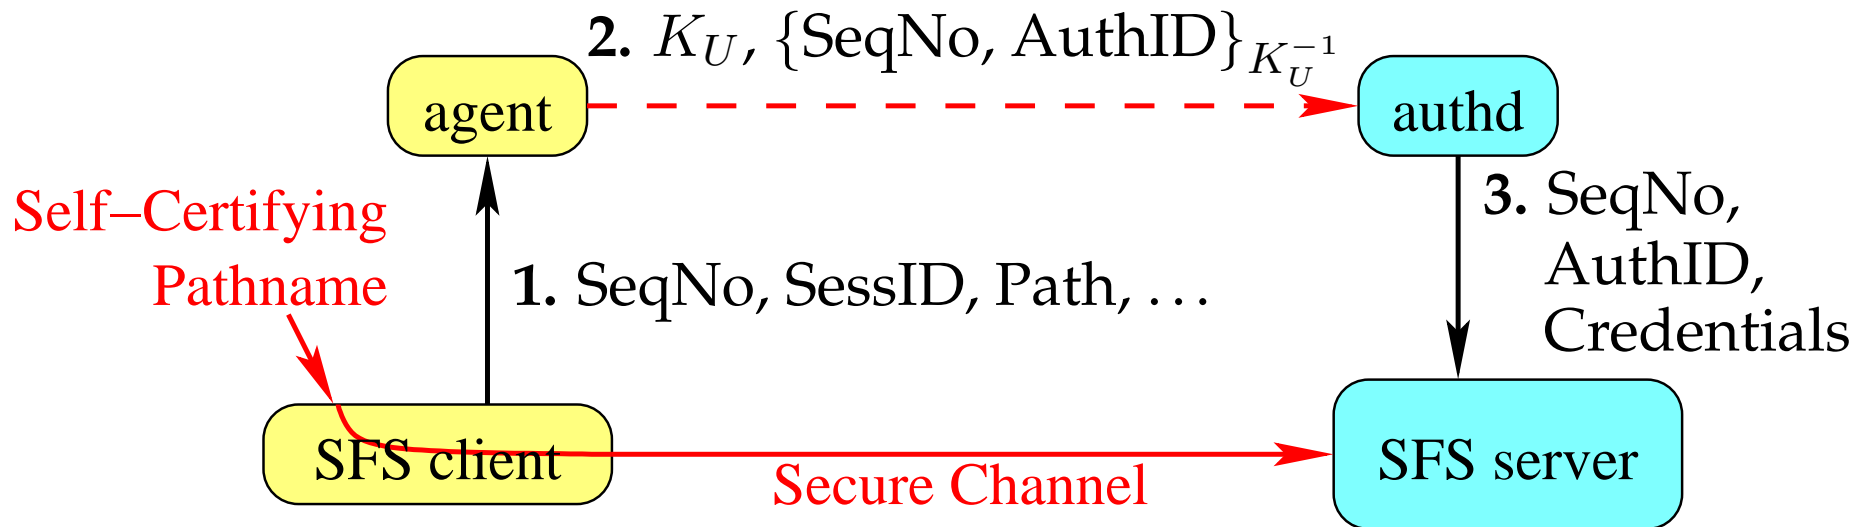 2. K_U, {SeqNo, AuthID}_{K_U^{-1}}
agent
authd
Self–Certifying
Pathname
1. SeqNo, SessID, Path, …
3. SeqNo,
AuthID,
Credentials
SFS client
Secure Channel
SFS server